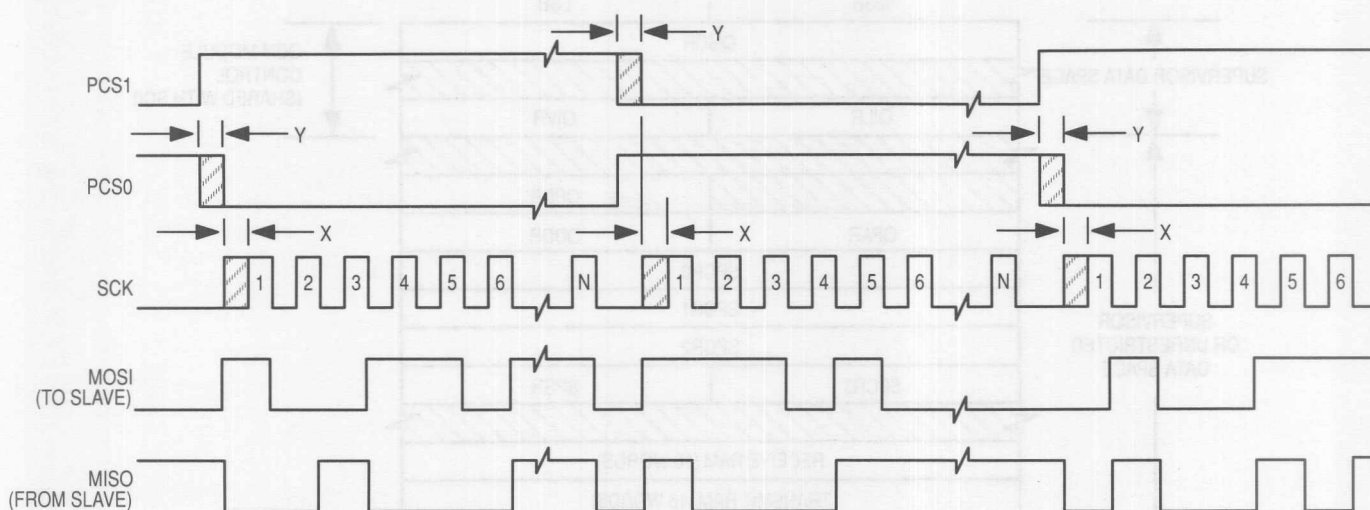 Y
PCS1
Y
Y
PCS0
X
X
X
SCK
1 2 3 4 5 6 N 1 2 3 4 5 6 N 1 2 3 4 5 6
MOSI
(TO SLAVE)
MISO
(FROM SLAVE)